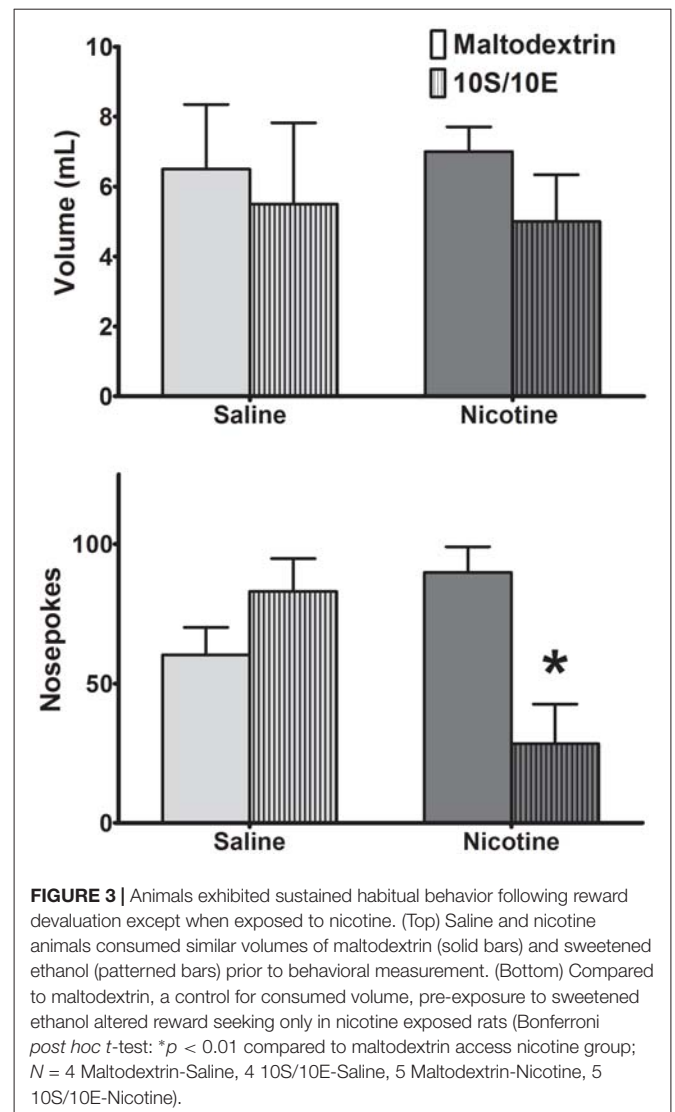 Maltodextrin
10S/10E
10
8
6
4
2
0
Volume (mL)
Saline Nicotine
100
50
0
Nosepokes
*
Saline Nicotine
FIGURE 3 | Animals exhibited sustained habitual behavior following reward
devaluation except when exposed to nicotine. (Top) Saline and nicotine
animals consumed similar volumes of maltodextrin (solid bars) and sweetened
ethanol (patterned bars) prior to behavioral measurement. (Bottom) Compared
to maltodextrin, a control for consumed volume, pre-exposure to sweetened
ethanol altered reward seeking only in nicotine exposed rats (Bonferroni
post hoc t-test: *p < 0.01 compared to maltodextrin access nicotine group;
N = 4 Maltodextrin-Saline, 4 10S/10E-Saline, 5 Maltodextrin-Nicotine, 5
10S/10E-Nicotine).